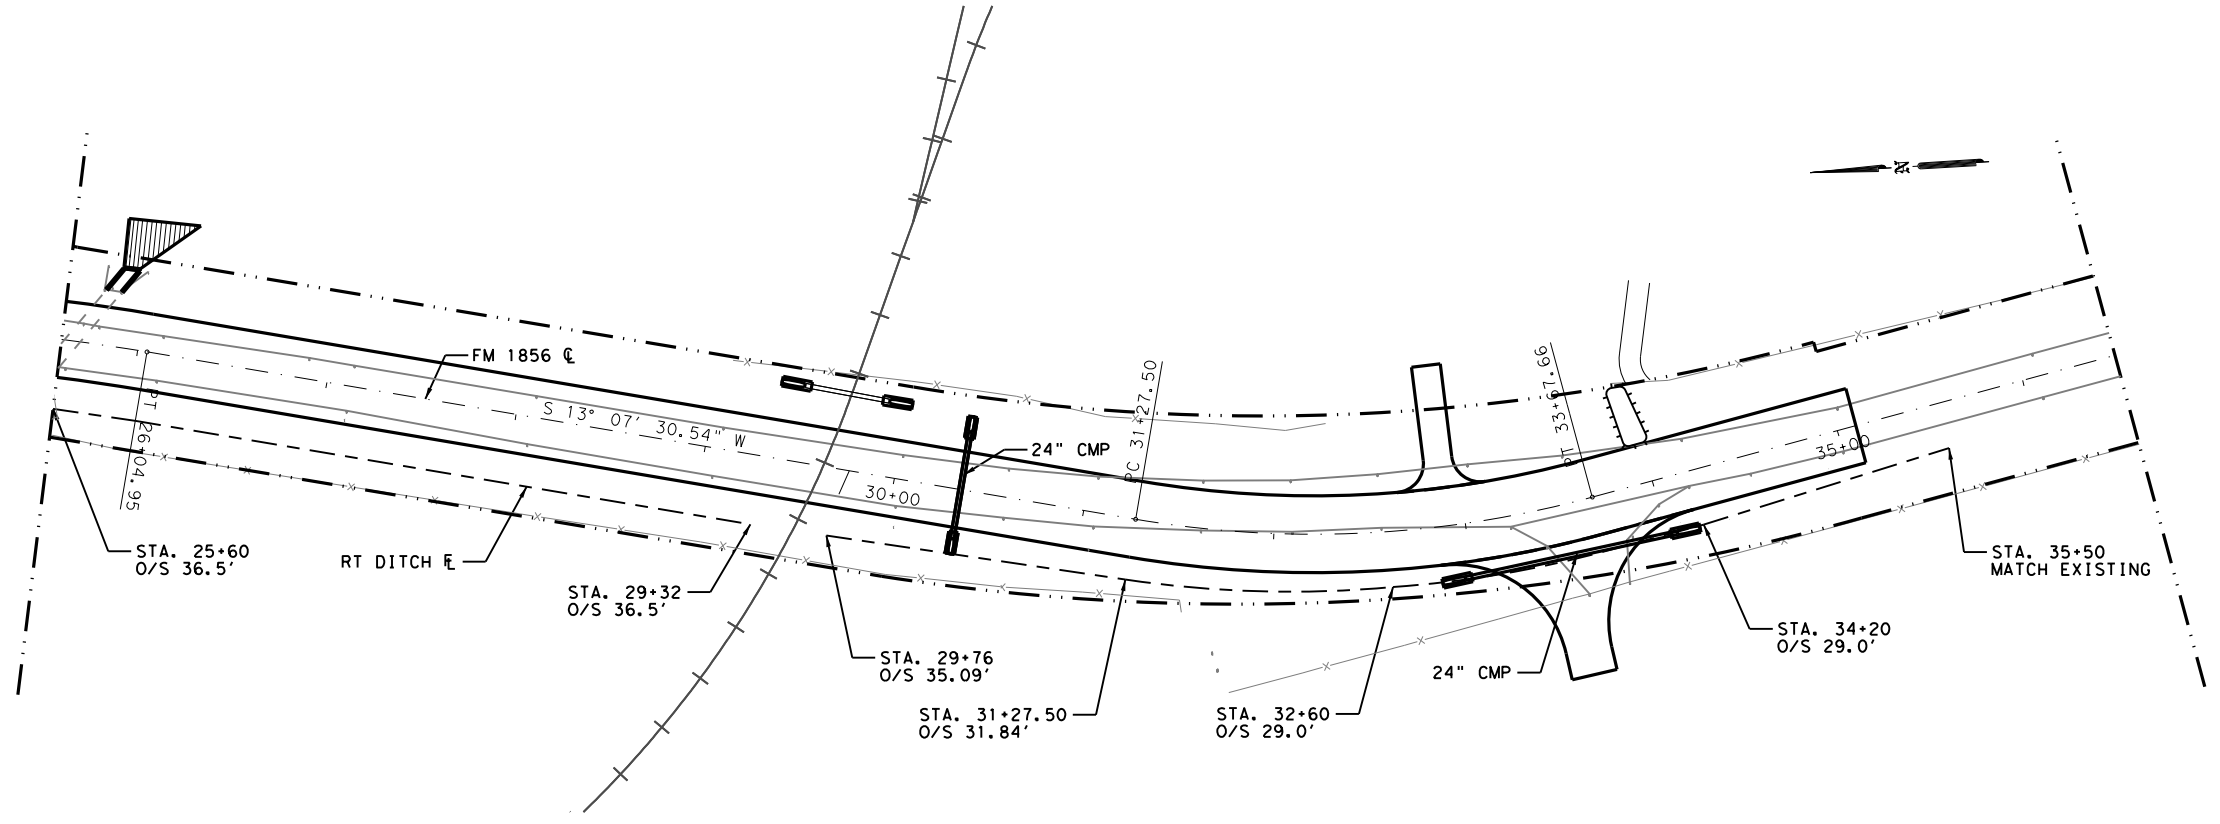 FM 1856 ℄
S 13° 07' 30.54" W
PT 26+04.95
30+00
24" CMP
PC 31+27.50
PT 33+67.66
35+00
STA. 25+60
O/S 36.5'
RT DITCH ℄
STA. 29+32
O/S 36.5'
STA. 29+76
O/S 35.09'
STA. 31+27.50
O/S 31.84'
STA. 32+60
O/S 29.0'
24" CMP
STA. 34+20
O/S 29.0'
STA. 35+50
MATCH EXISTING